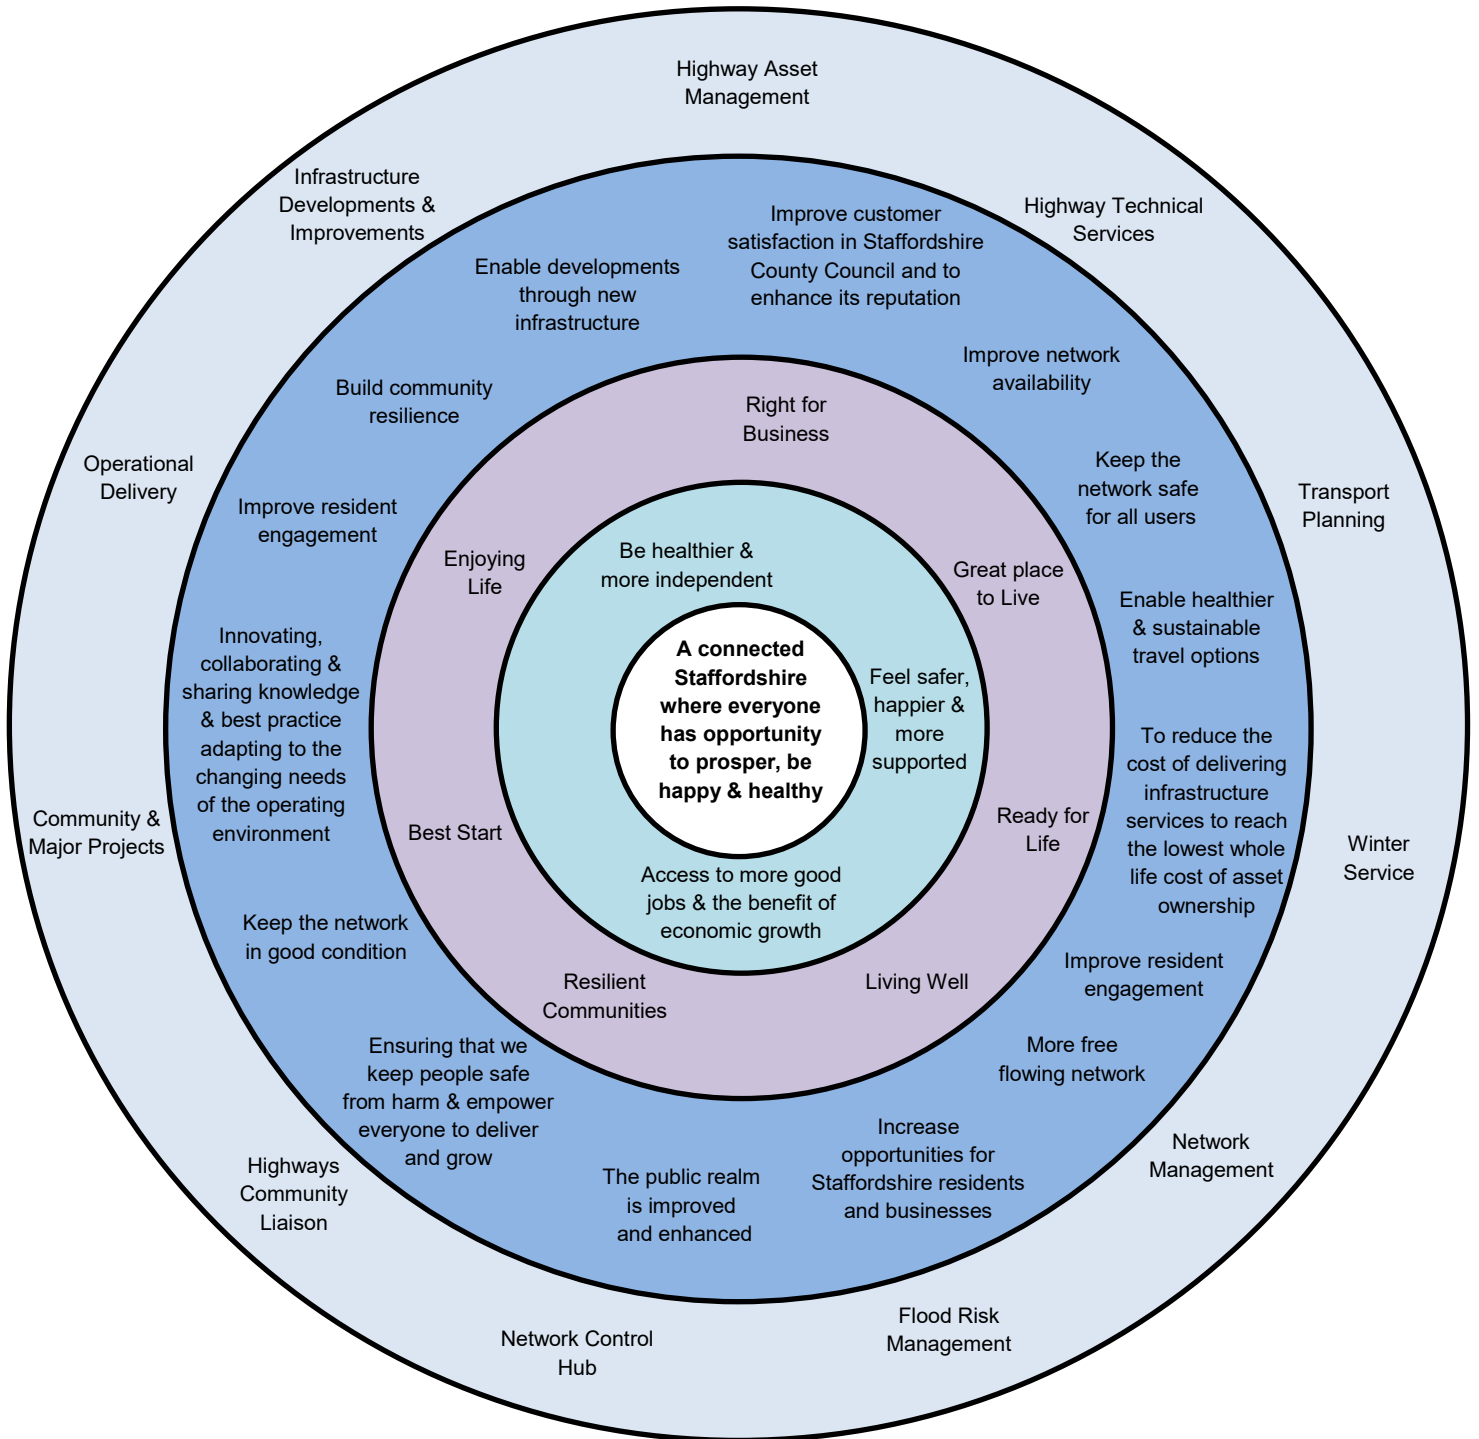 Highway Asset
Management
Infrastructure
Developments &
Improvements
Highway Technical
Services
Operational
Delivery
Transport
Planning
Community &
Major Projects
Winter
Service
Highways
Community
Liaison
Network
Management
Network Control
Hub
Flood Risk
Management
Improve customer
satisfaction in Staffordshire
County Council and to
enhance its reputation
Enable developments
through new
infrastructure
Improve network
availability
Build community
resilience
Keep the
network safe
for all users
Improve resident
engagement
Enable healthier
& sustainable
travel options
Innovating,
collaborating &
sharing knowledge
& best practice
adapting to the
changing needs
of the operating
environment
To reduce the
cost of delivering
infrastructure
services to reach
the lowest whole
life cost of asset
ownership
Keep the network
in good condition
Improve resident
engagement
Ensuring that we
keep people safe
from harm & empower
everyone to deliver
and grow
More free
flowing network
The public realm
is improved
and enhanced
Increase
opportunities for
Staffordshire residents
and businesses
Right for
Business
Enjoying
Life
Great place
to Live
Best Start
Ready for
Life
Resilient
Communities
Living Well
Be healthier &
more independent
Feel safer,
happier &
more
supported
Access to more good
jobs & the benefit of
economic growth
A connected
Staffordshire
where everyone
has opportunity
to prosper, be
happy & healthy